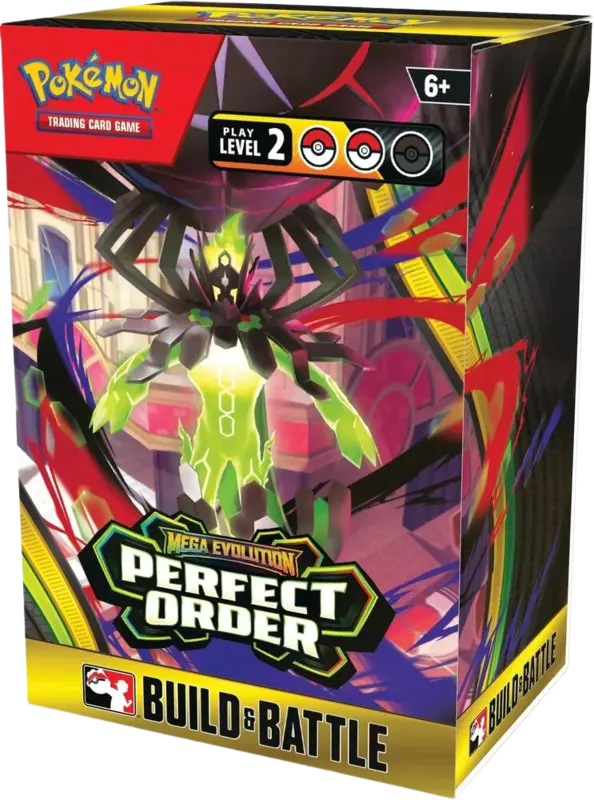 POKéMON
TRADING CARD GAME
6+
PLAY
LEVEL 2
MEGA EVOLUTION
PERFECT
ORDER
BUILD & BATTLE
BUILD & BATTLE